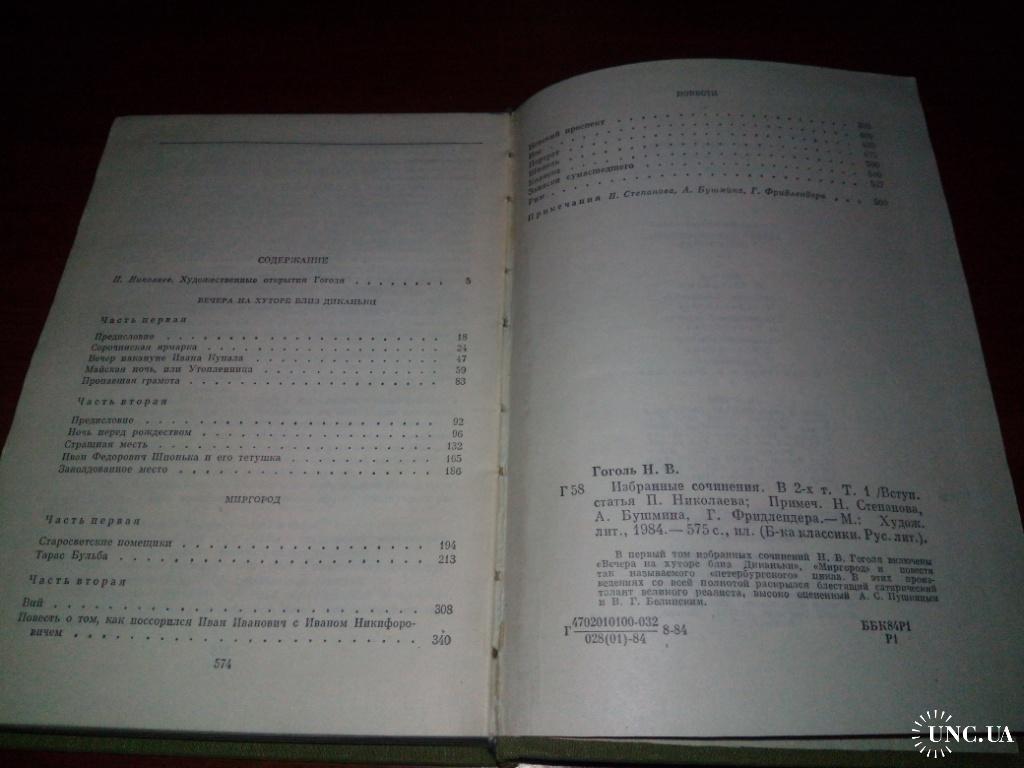 СОДЕРЖАНИЕ
П. Николаев. Художественные открытия Гоголя . . . . . . . . 5
ВЕЧЕРА НА ХУТОРЕ БЛИЗ ДИКАНЬКИ
Часть первая
Предисловие . . . . . . . . 18
Сорочинская ярмарка . . . . . . . . 24
Вечер накануне Ивана Купала . . . . . . . . 47
Майская ночь, или Утопленница . . . . . . . . 59
Пропавшая грамота . . . . . . . . 83
Часть вторая
Предисловие . . . . . . . . 92
Ночь перед рождеством . . . . . . . . 96
Страшная месть . . . . . . . . 132
Иван Федорович Шпонька и его тетушка . . . . . . . . 165
Заколдованное место . . . . . . . . 186
МИРГОРОД
Часть первая
Старосветские помещики . . . . . . . . 194
Тарас Бульба . . . . . . . . 213
Часть вторая
Вий . . . . . . . . 308
Повесть о том, как поссорился Иван Иванович с Иваном Никифоро-
вичем . . . . . . . . 340
574
ПОВЕСТИ
Невский проспект . . . . . . . .
Нос . . . . . . . .
Портрет . . . . . . . .
Шинель . . . . . . . .
Коляска . . . . . . . .
Записки сумасшедшего . . . . . . . .
Рим . . . . . . . .
Примечания Н. Степанова, А. Бушмина, Г. Фридлендера . . .
Гоголь Н. В.
Г 58 Избранные сочинения. В 2-х т. Т. 1 /Вступ.
статья П. Николаева; Примеч. Н. Степанова,
А. Бушмина, Г. Фридлендера.— М.: Худож.
лит., 1984.— 575 с., ил. (Б-ка классики. Рус. лит.).
В первый том избранных сочинений Н. В. Гоголя включены
«Вечера на хуторе близ Диканьки», «Миргород» и повести
так называемого «петербургского» цикла. В этих произ-
ведениях со всей полнотой раскрылся блестящий сатирический
талант великого реалиста, высоко оцененный А. С. Пушкиным
и В. Г. Белинским.
Г 4702010100-032 8-84
028(01)-84
ББК84Р1
Р1
UNC.UA